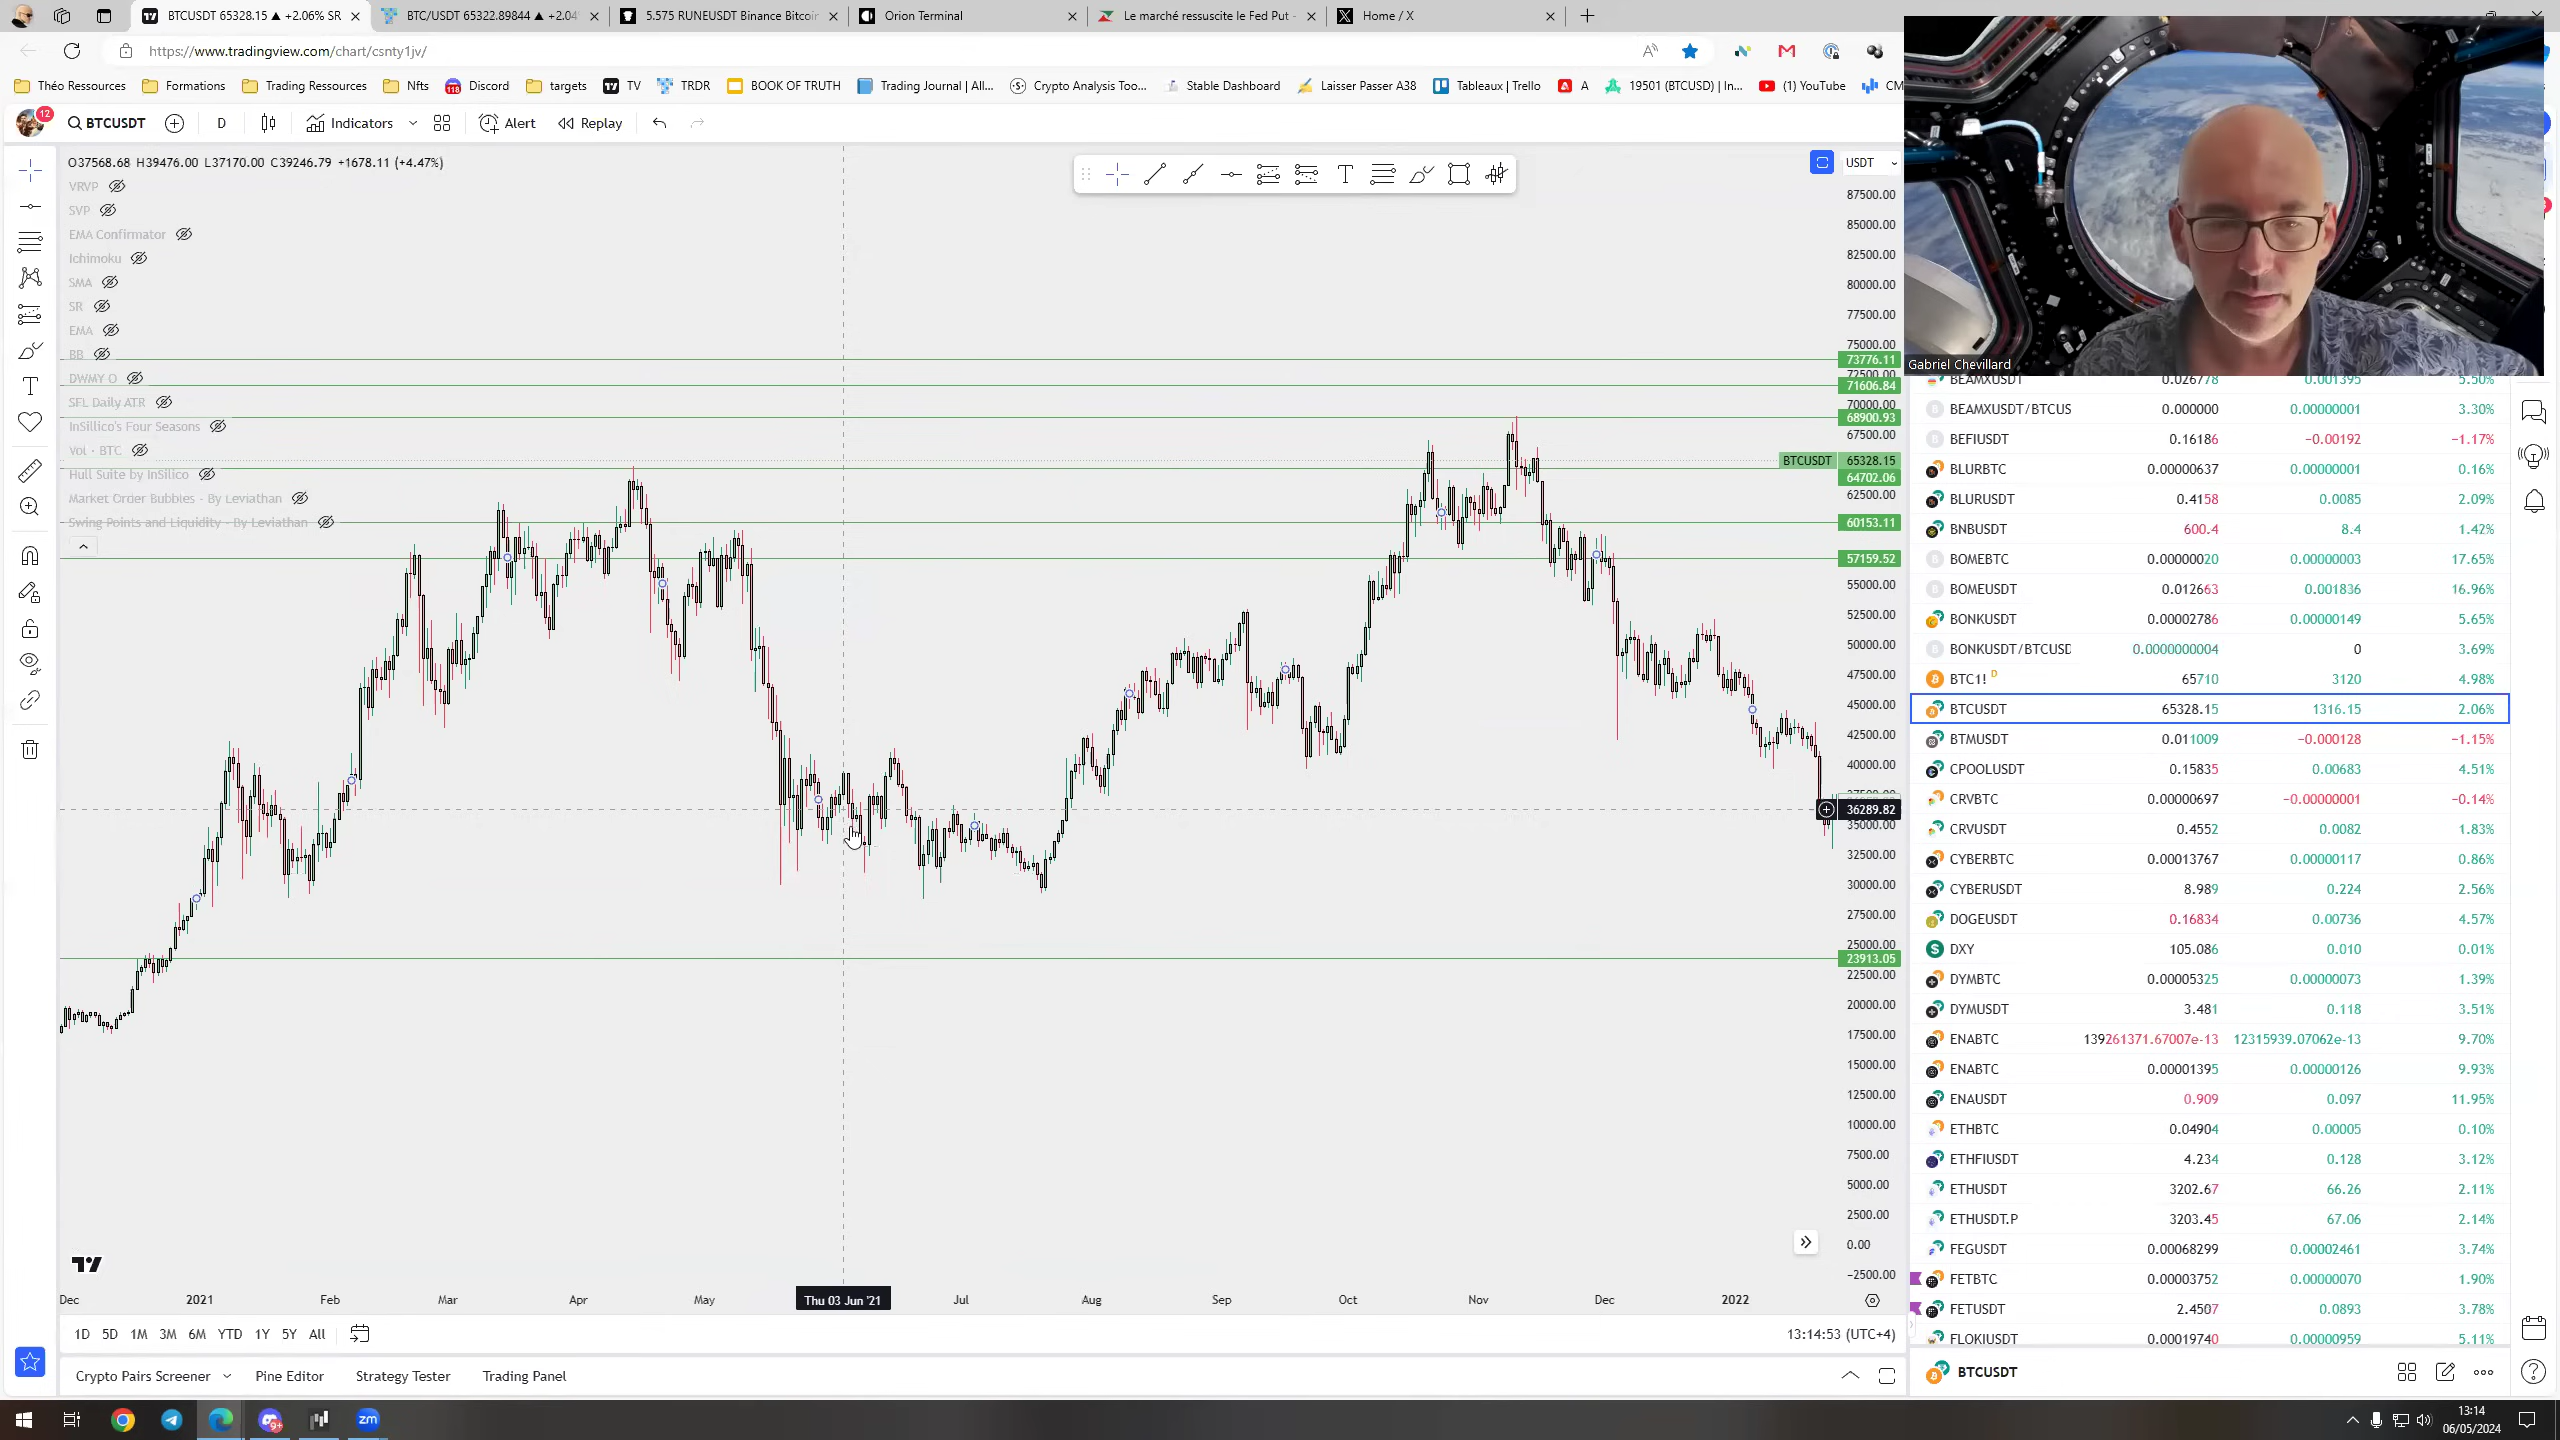 BTCUSDT 65328.15 ▲ +2.06% SR
BTC/USDT 65322.89844 ▲ +2.04
5.575 RUNEUSDT Binance Bitcoin
Orion Terminal
Le marché ressuscite le Fed Put -
Home / X
https://www.tradingview.com/chart/csnty1jv/
Théo Ressources
Formations
Trading Ressources
Nfts
Discord
targets
TV
TRDR
BOOK OF TRUTH
Trading Journal | All...
Crypto Analysis Too...
Stable Dashboard
Laisser Passer A38
Tableaux | Trello
A
19501 (BTCUSD) | In...
(1) YouTube
CM
12
BTCUSDT
D
Indicators
Alert
Replay
O37568.68 H39476.00 L37170.00 C39246.79 +1678.11 (+4.47%)
VRVP
SVP
EMA Confirmator
Ichimoku
SMA
SR
EMA
BB
DWMY O
SFL Daily ATR
InSillico's Four Seasons
Vol · BTC
Hull Suite by InSilico
Market Order Bubbles - By Leviathan
Swing Points and Liquidity - By Leviathan
USDT
87500.00
85000.00
82500.00
80000.00
77500.00
75000.00
73776.11
72500.00
71606.84
70000.00
68900.93
67500.00
BTCUSDT 65328.15
64702.06
62500.00
60153.11
57159.52
55000.00
52500.00
50000.00
47500.00
45000.00
42500.00
40000.00
37500.00
36289.82
35000.00
32500.00
30000.00
27500.00
25000.00
23913.05
22500.00
20000.00
17500.00
15000.00
12500.00
10000.00
7500.00
5000.00
2500.00
0.00
−2500.00
Dec 2021 Feb Mar Apr May Thu 03 Jun '21 Jul Aug Sep Oct Nov Dec 2022
1D 5D 1M 3M 6M YTD 1Y 5Y All
13:14:53 (UTC+4)
Crypto Pairs Screener
Pine Editor
Strategy Tester
Trading Panel
Gabriel Chevillard
BEAMXUSDT 0.026778 0.001395 5.50%
BEAMXUSDT/BTCUS 0.000000 0.00000001 3.30%
BEFIUSDT 0.16186 −0.00192 −1.17%
BLURBTC 0.00000637 0.00000001 0.16%
BLURUSDT 0.4158 0.0085 2.09%
BNBUSDT 600.4 8.4 1.42%
BOMEBTC 0.00000020 0.00000003 17.65%
BOMEUSDT 0.012663 0.001836 16.96%
BONKUSDT 0.00002786 0.00000149 5.65%
BONKUSDT/BTCUSD 0.0000000004 0 3.69%
BTC1! D 65710 3120 4.98%
BTCUSDT 65328.15 1316.15 2.06%
BTMUSDT 0.011009 −0.000128 −1.15%
CPOOLUSDT 0.15835 0.00683 4.51%
CRVBTC 0.00000697 −0.00000001 −0.14%
CRVUSDT 0.4552 0.0082 1.83%
CYBERBTC 0.00013767 0.00000117 0.86%
CYBERUSDT 8.989 0.224 2.56%
DOGEUSDT 0.16834 0.00736 4.57%
DXY 105.086 0.010 0.01%
DYMBTC 0.00005325 0.00000073 1.39%
DYMUSDT 3.481 0.118 3.51%
ENABTC 139261371.67007e-13 12315939.07062e-13 9.70%
ENABTC 0.00001395 0.00000126 9.93%
ENAUSDT 0.909 0.097 11.95%
ETHBTC 0.04904 0.00005 0.10%
ETHFIUSDT 4.234 0.128 3.12%
ETHUSDT 3202.67 66.26 2.11%
ETHUSDT.P 3203.45 67.06 2.14%
FEGUSDT 0.00068299 0.00002461 3.74%
FETBTC 0.00003752 0.00000070 1.90%
FETUSDT 2.4507 0.0893 3.78%
FLOKIUSDT 0.00019740 0.00000959 5.11%
BTCUSDT
9+
zm
13:14
06/05/2024